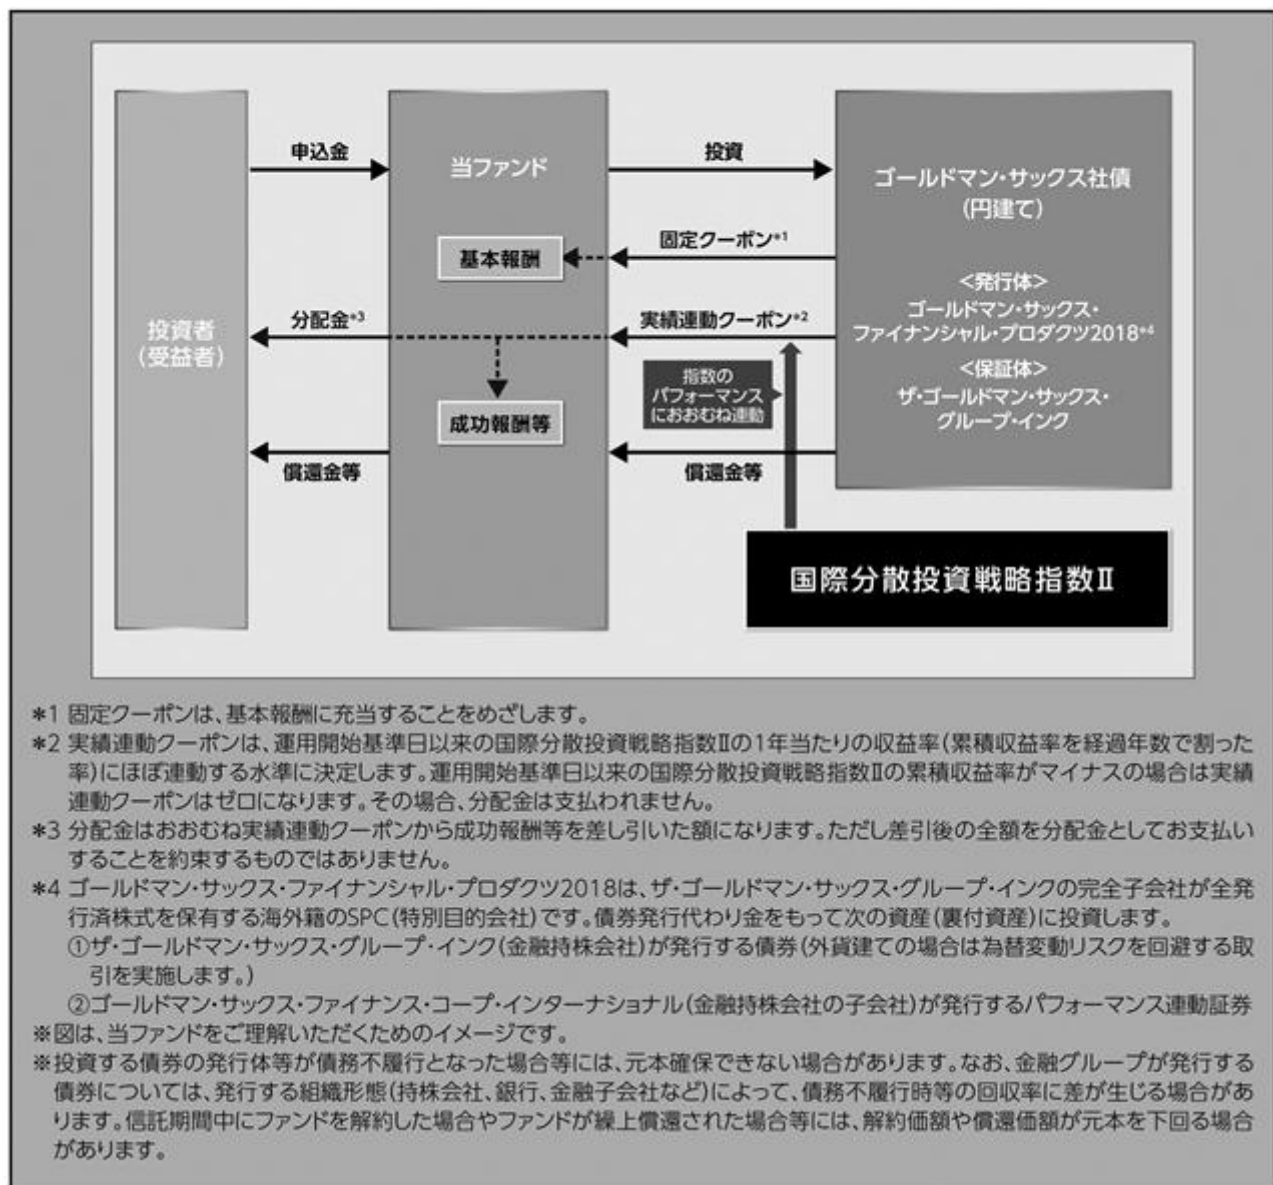 申込金
投資
当ファンド
ゴールドマン・サックス社債
(円建て)
固定クーポン*1
基本報酬
<発行体>
ゴールドマン・サックス・
ファイナンシャル・プロダクツ2018*4
分配金*3
実績連動クーポン*2
投資者
(受益者)
<保証体>
ザ・ゴールドマン・サックス・
グループ・インク
指数の
パフォーマンス
におおむね連動
成功報酬等
償還金等
償還金等
国際分散投資戦略指数Ⅱ
*1 固定クーポンは、基本報酬に充当することをめざします。
*2 実績連動クーポンは、運用開始基準日以来の国際分散投資戦略指数Ⅱの1年当たりの収益率(累積収益率を経過年数で割った
率)にほぼ連動する水準に決定します。運用開始基準日以来の国際分散投資戦略指数Ⅱの累積収益率がマイナスの場合は実績
連動クーポンはゼロになります。その場合、分配金は支払われません。
*3 分配金はおおむね実績連動クーポンから成功報酬等を差し引いた額になります。ただし差引後の全額を分配金としてお支払い
することを約束するものではありません。
*4 ゴールドマン・サックス・ファイナンシャル・プロダクツ2018は、ザ・ゴールドマン・サックス・グループ・インクの完全子会社が全発
行済株式を保有する海外籍のSPC(特別目的会社)です。債券発行代わり金をもって次の資産(裏付資産)に投資します。
①ザ・ゴールドマン・サックス・グループ・インク(金融持株会社)が発行する債券(外貨建ての場合は為替変動リスクを回避する取
引を実施します。)
②ゴールドマン・サックス・ファイナンス・コープ・インターナショナル(金融持株会社の子会社)が発行するパフォーマンス連動証券
※図は、当ファンドをご理解いただくためのイメージです。
※投資する債券の発行体等が債務不履行となった場合等には、元本確保できない場合があります。なお、金融グループが発行する
債券については、発行する組織形態(持株会社、銀行、金融子会社など)によって、債務不履行時等の回収率に差が生じる場合があ
ります。信託期間中にファンドを解約した場合やファンドが繰上償還された場合等には、解約価額や償還価額が元本を下回る場合
があります。